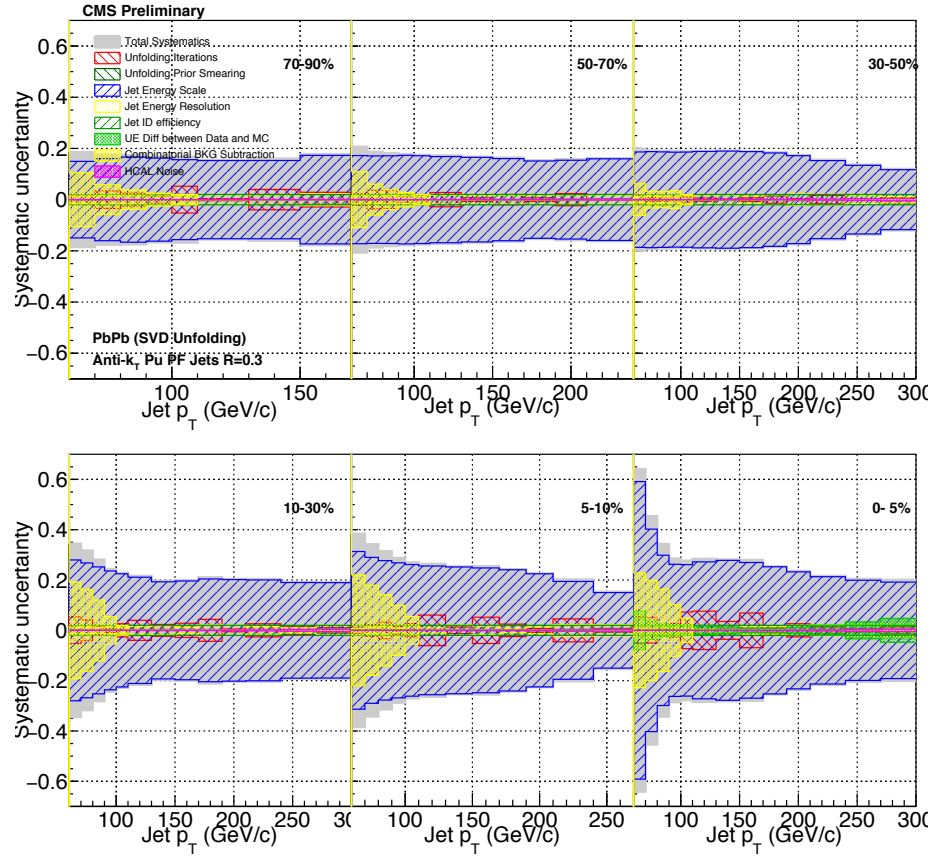 CMS Preliminary
0.6
0.4
0.2
0
−0.2
−0.4
−0.6
Systematic uncertainty
Total Systematics
Unfolding Iterations
Unfolding Prior Smearing
Jet Energy Scale
Jet Energy Resolution
Jet ID efficiency
UE Diff between Data and MC
Combinatorial BKG Subtraction
HCAL Noise
70-90%
50-70%
30-50%
PbPb (SVD Unfolding)
Anti-kT Pu PF Jets R=0.3
100 150
100 150 200
100 150 200 250 300
Jet pT (GeV/c)
Jet pT (GeV/c)
Jet pT (GeV/c)
0.6
0.4
0.2
0
−0.2
−0.4
−0.6
Systematic uncertainty
10-30%
5-10%
0- 5%
100 150 200 250 30
100 150 200 250
100 150 200 250 300
Jet pT (GeV/c)
Jet pT (GeV/c)
Jet pT (GeV/c)